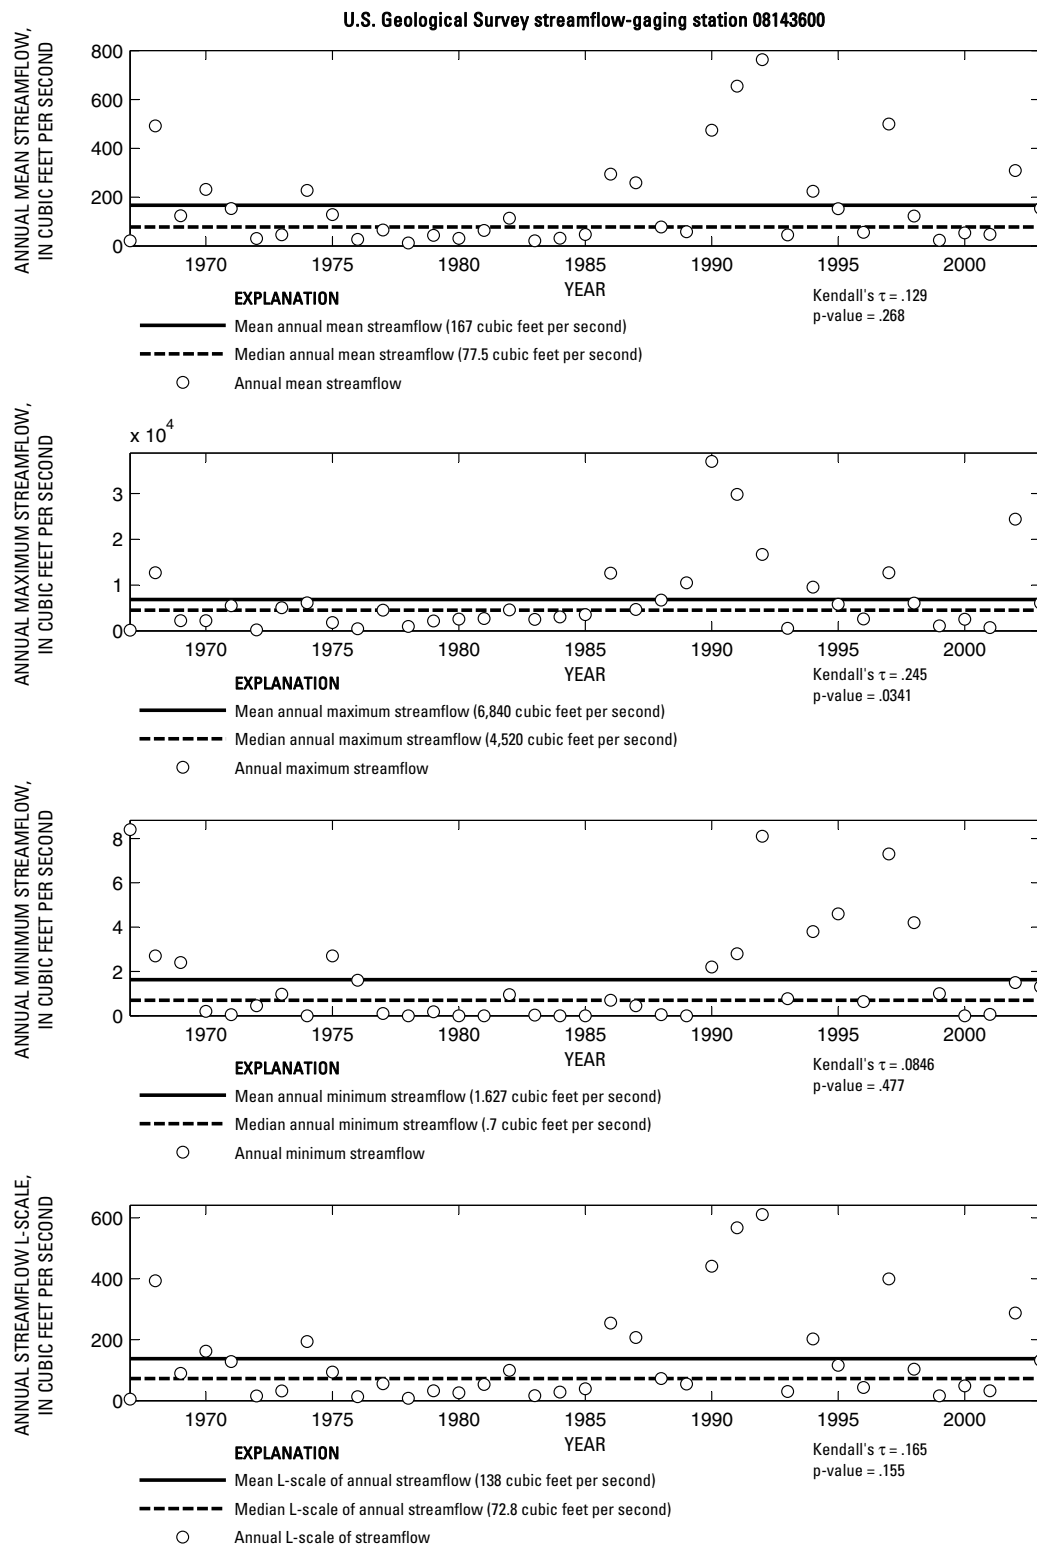 U.S. Geological Survey streamflow-gaging station 08143600
ANNUAL MEAN STREAMFLOW,
IN CUBIC FEET PER SECOND
800
600
400
200
0
1970 1975 1980 1985 1990 1995 2000
YEAR
Kendall's τ = .129
p-value = .268
EXPLANATION
Mean annual mean streamflow (167 cubic feet per second)
Median annual mean streamflow (77.5 cubic feet per second)
Annual mean streamflow
ANNUAL MAXIMUM STREAMFLOW,
IN CUBIC FEET PER SECOND
x 10^4
3
2
1
0
1970 1975 1980 1985 1990 1995 2000
YEAR
Kendall's τ = .245
p-value = .0341
EXPLANATION
Mean annual maximum streamflow (6,840 cubic feet per second)
Median annual maximum streamflow (4,520 cubic feet per second)
Annual maximum streamflow
ANNUAL MINIMUM STREAMFLOW,
IN CUBIC FEET PER SECOND
8
6
4
2
0
1970 1975 1980 1985 1990 1995 2000
YEAR
Kendall's τ = .0846
p-value = .477
EXPLANATION
Mean annual minimum streamflow (1.627 cubic feet per second)
Median annual minimum streamflow (.7 cubic feet per second)
Annual minimum streamflow
ANNUAL STREAMFLOW L-SCALE,
IN CUBIC FEET PER SECOND
600
400
200
0
1970 1975 1980 1985 1990 1995 2000
YEAR
Kendall's τ = .165
p-value = .155
EXPLANATION
Mean L-scale of annual streamflow (138 cubic feet per second)
Median L-scale of annual streamflow (72.8 cubic feet per second)
Annual L-scale of streamflow